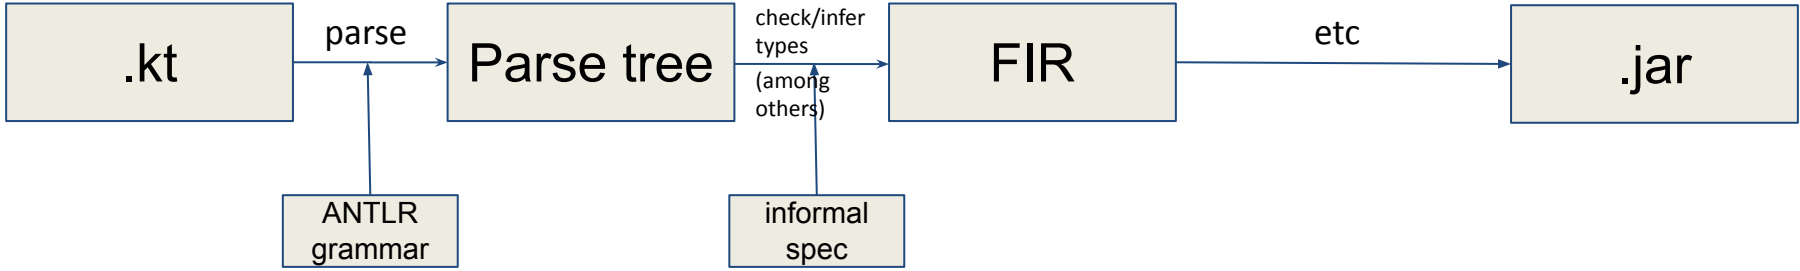 .kt
parse
Parse tree
check/infer
types
(among
others)
FIR
etc
.jar
ANTLR
grammar
informal
spec